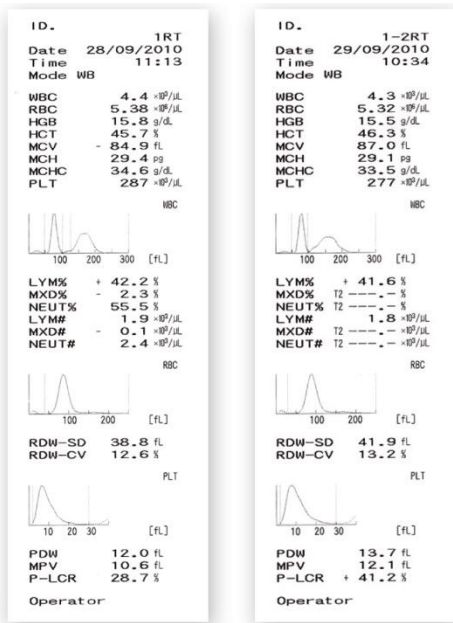 ID.
1RT
Date 28/09/2010
Time 11:13
Mode WB
WBC 4.4 ×10³/µL
RBC 5.38 ×10⁶/µL
HGB 15.8 g/dL
HCT 45.7 %
MCV - 84.9 fL
MCH 29.4 pg
MCHC 34.6 g/dL
PLT 287 ×10³/µL
WBC
100 200 300 [fL]
LYM% + 42.2 %
MXD% - 2.3 %
NEUT% 55.5 %
LYM# 1.9 ×10³/µL
MXD# - 0.1 ×10³/µL
NEUT# 2.4 ×10³/µL
RBC
100 200 [fL]
RDW-SD 38.8 fL
RDW-CV 12.6 %
PLT
10 20 30 [fL]
PDW 12.0 fL
MPV 10.6 fL
P-LCR 28.7 %
Operator
ID.
1-2RT
Date 29/09/2010
Time 10:34
Mode WB
WBC 4.3 ×10³/µL
RBC 5.32 ×10⁶/µL
HGB 15.5 g/dL
HCT 46.3 %
MCV 87.0 fL
MCH 29.1 pg
MCHC 33.5 g/dL
PLT 277 ×10³/µL
WBC
100 200 300 [fL]
LYM% + 41.6 %
MXD% T2 ---.- %
NEUT% T2 ---.- %
LYM# 1.8 ×10³/µL
MXD# T2 ---.- ×10³/µL
NEUT# T2 ---.- ×10³/µL
RBC
100 200 [fL]
RDW-SD 41.9 fL
RDW-CV 13.2 %
PLT
10 20 30 [fL]
PDW 13.7 fL
MPV 12.1 fL
P-LCR + 41.2 %
Operator